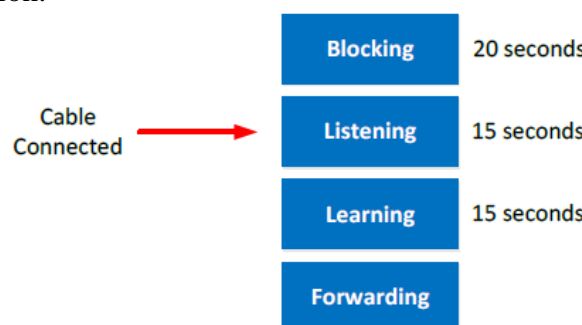 Blocking 20 seconds
Cable
Connected
Listening 15 seconds
Learning 15 seconds
Forwarding